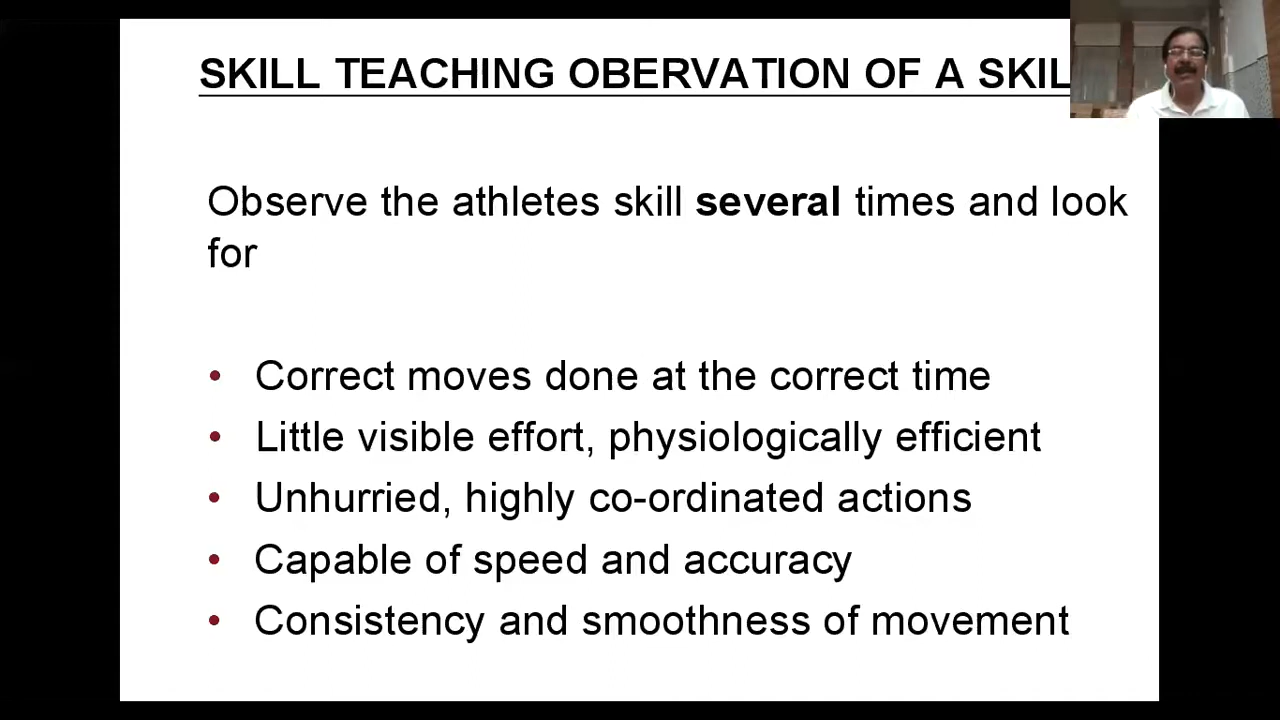 SKILL TEACHING OBERVATION OF A SKIL
Observe the athletes skill several times and look
for
• Correct moves done at the correct time
• Little visible effort, physiologically efficient
• Unhurried, highly co-ordinated actions
• Capable of speed and accuracy
• Consistency and smoothness of movement